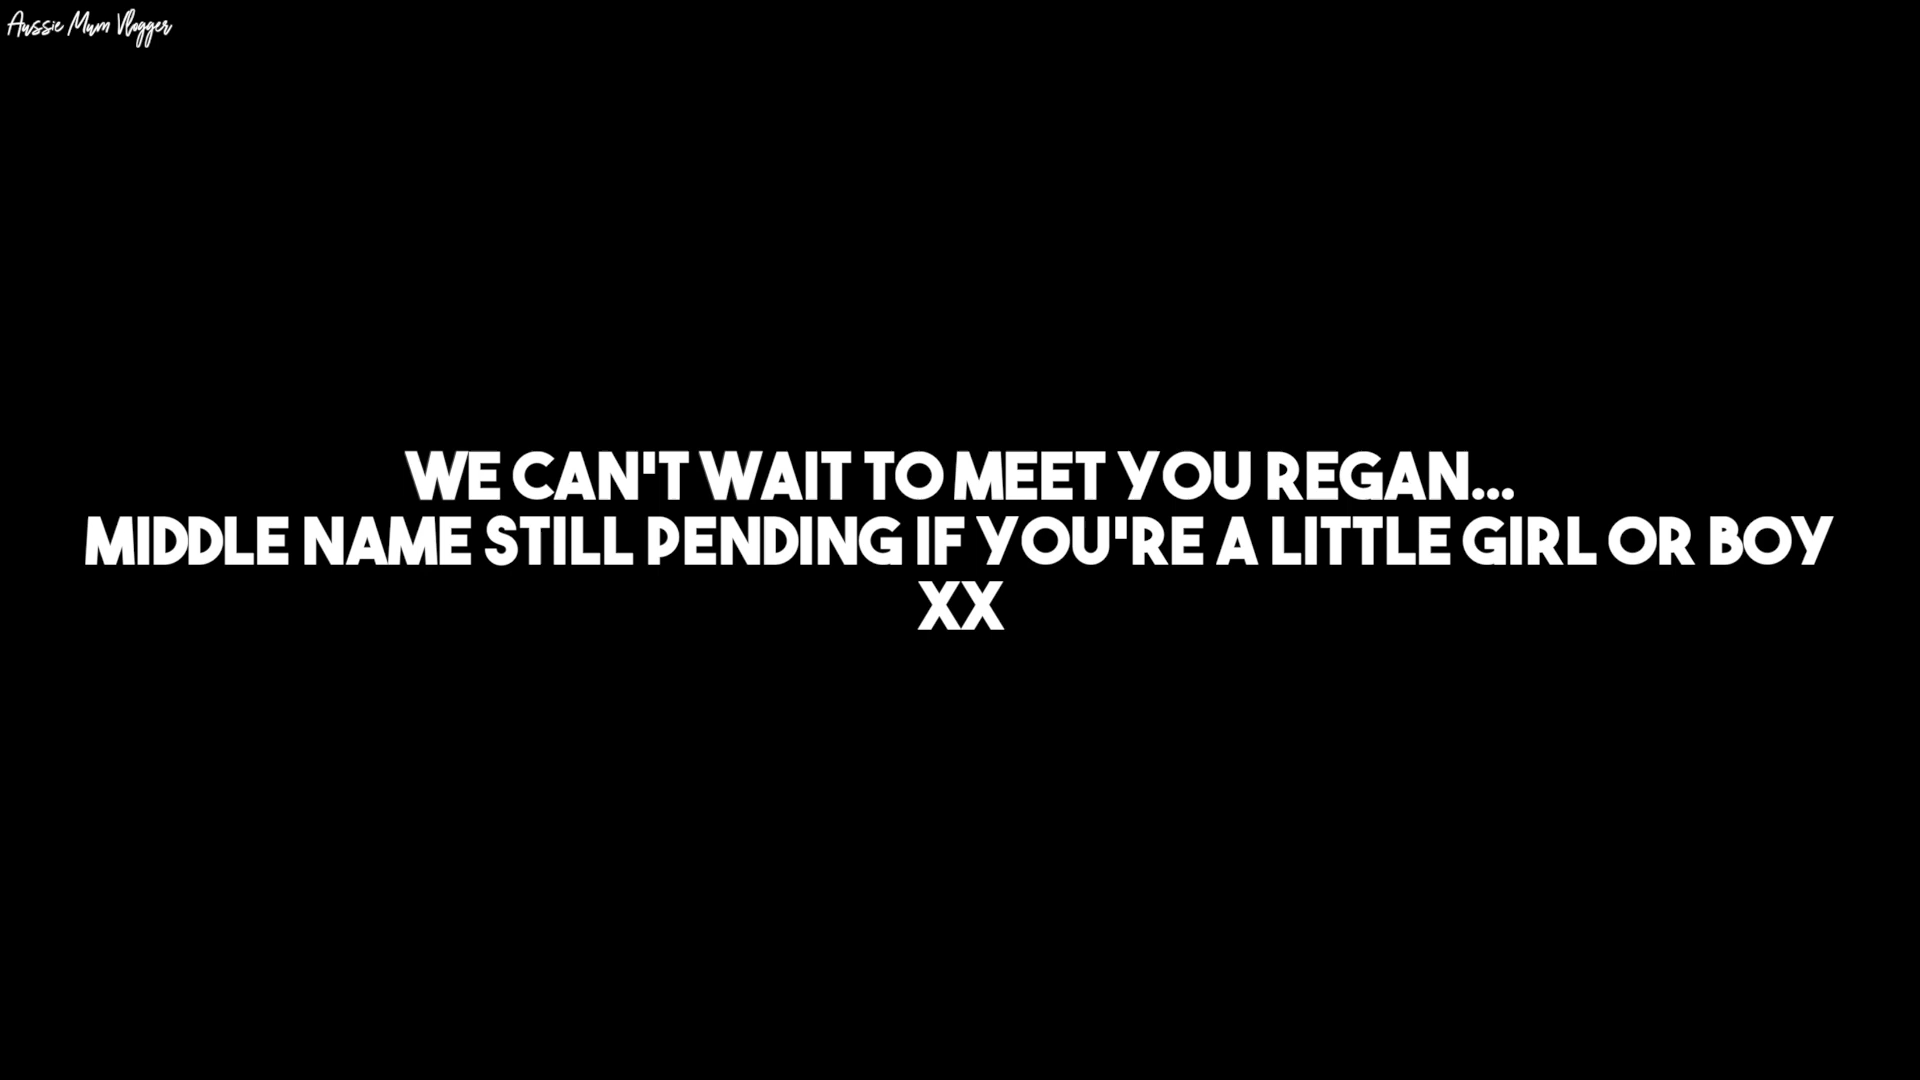 Aussie Mum Vlogger
WE CAN'T WAIT TO MEET YOU REGAN...
MIDDLE NAME STILL PENDING IF YOU'RE A LITTLE GIRL OR BOY
XX